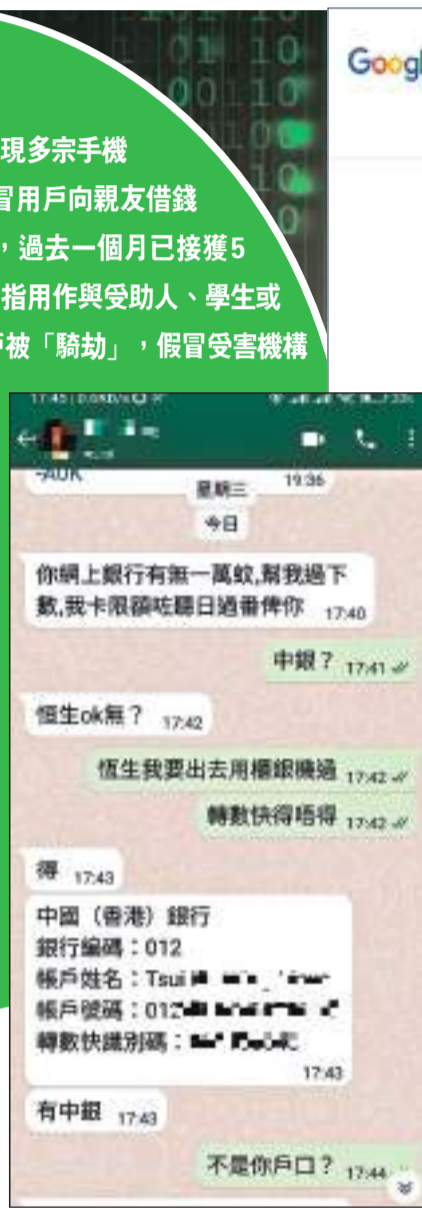 Googl
現多宗手機
冒用戶向親友借錢
，過去一個月已接獲5
指用作與受助人、學生或
被「騎劫」，假冒受害機構
17:45
19:36
星期三
今日
你網上銀行有無一萬蚊,幫我過下
數,我卡限額咗聽日過番俾你 17:40
中銀？ 17:41
恒生ok無？ 17:42
恆生我要出去用櫃銀機過 17:42
轉數快得唔得 17:42
得 17:43
中國（香港）銀行
銀行編碼：012
帳戶姓名：Tsui
帳戶號碼：012
轉數快識別碼：
17:43
有中銀 17:43
不是你戶口？ 17:44